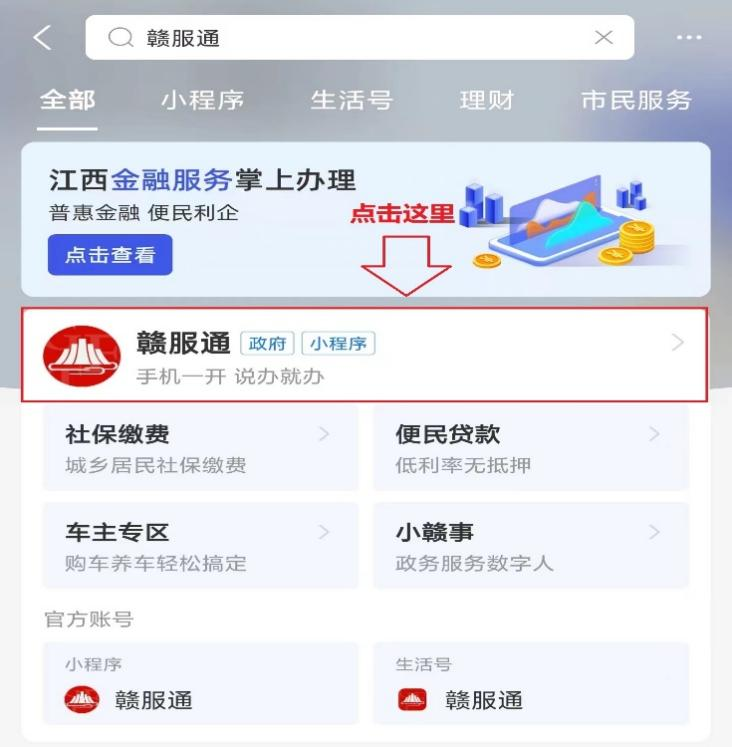 赣服通
全部 小程序 生活号 理财 市民服务
江西金融服务掌上办理
普惠金融 便民利企
点击这里
点击查看
赣服通 政府 小程序
手机一开 说办就办
社保缴费 便民贷款
城乡居民社保缴费 低利率无抵押
车主专区 小赣事
购车养车轻松搞定 政务服务数字人
官方账号
小程序 生活号
赣服通 赣服通